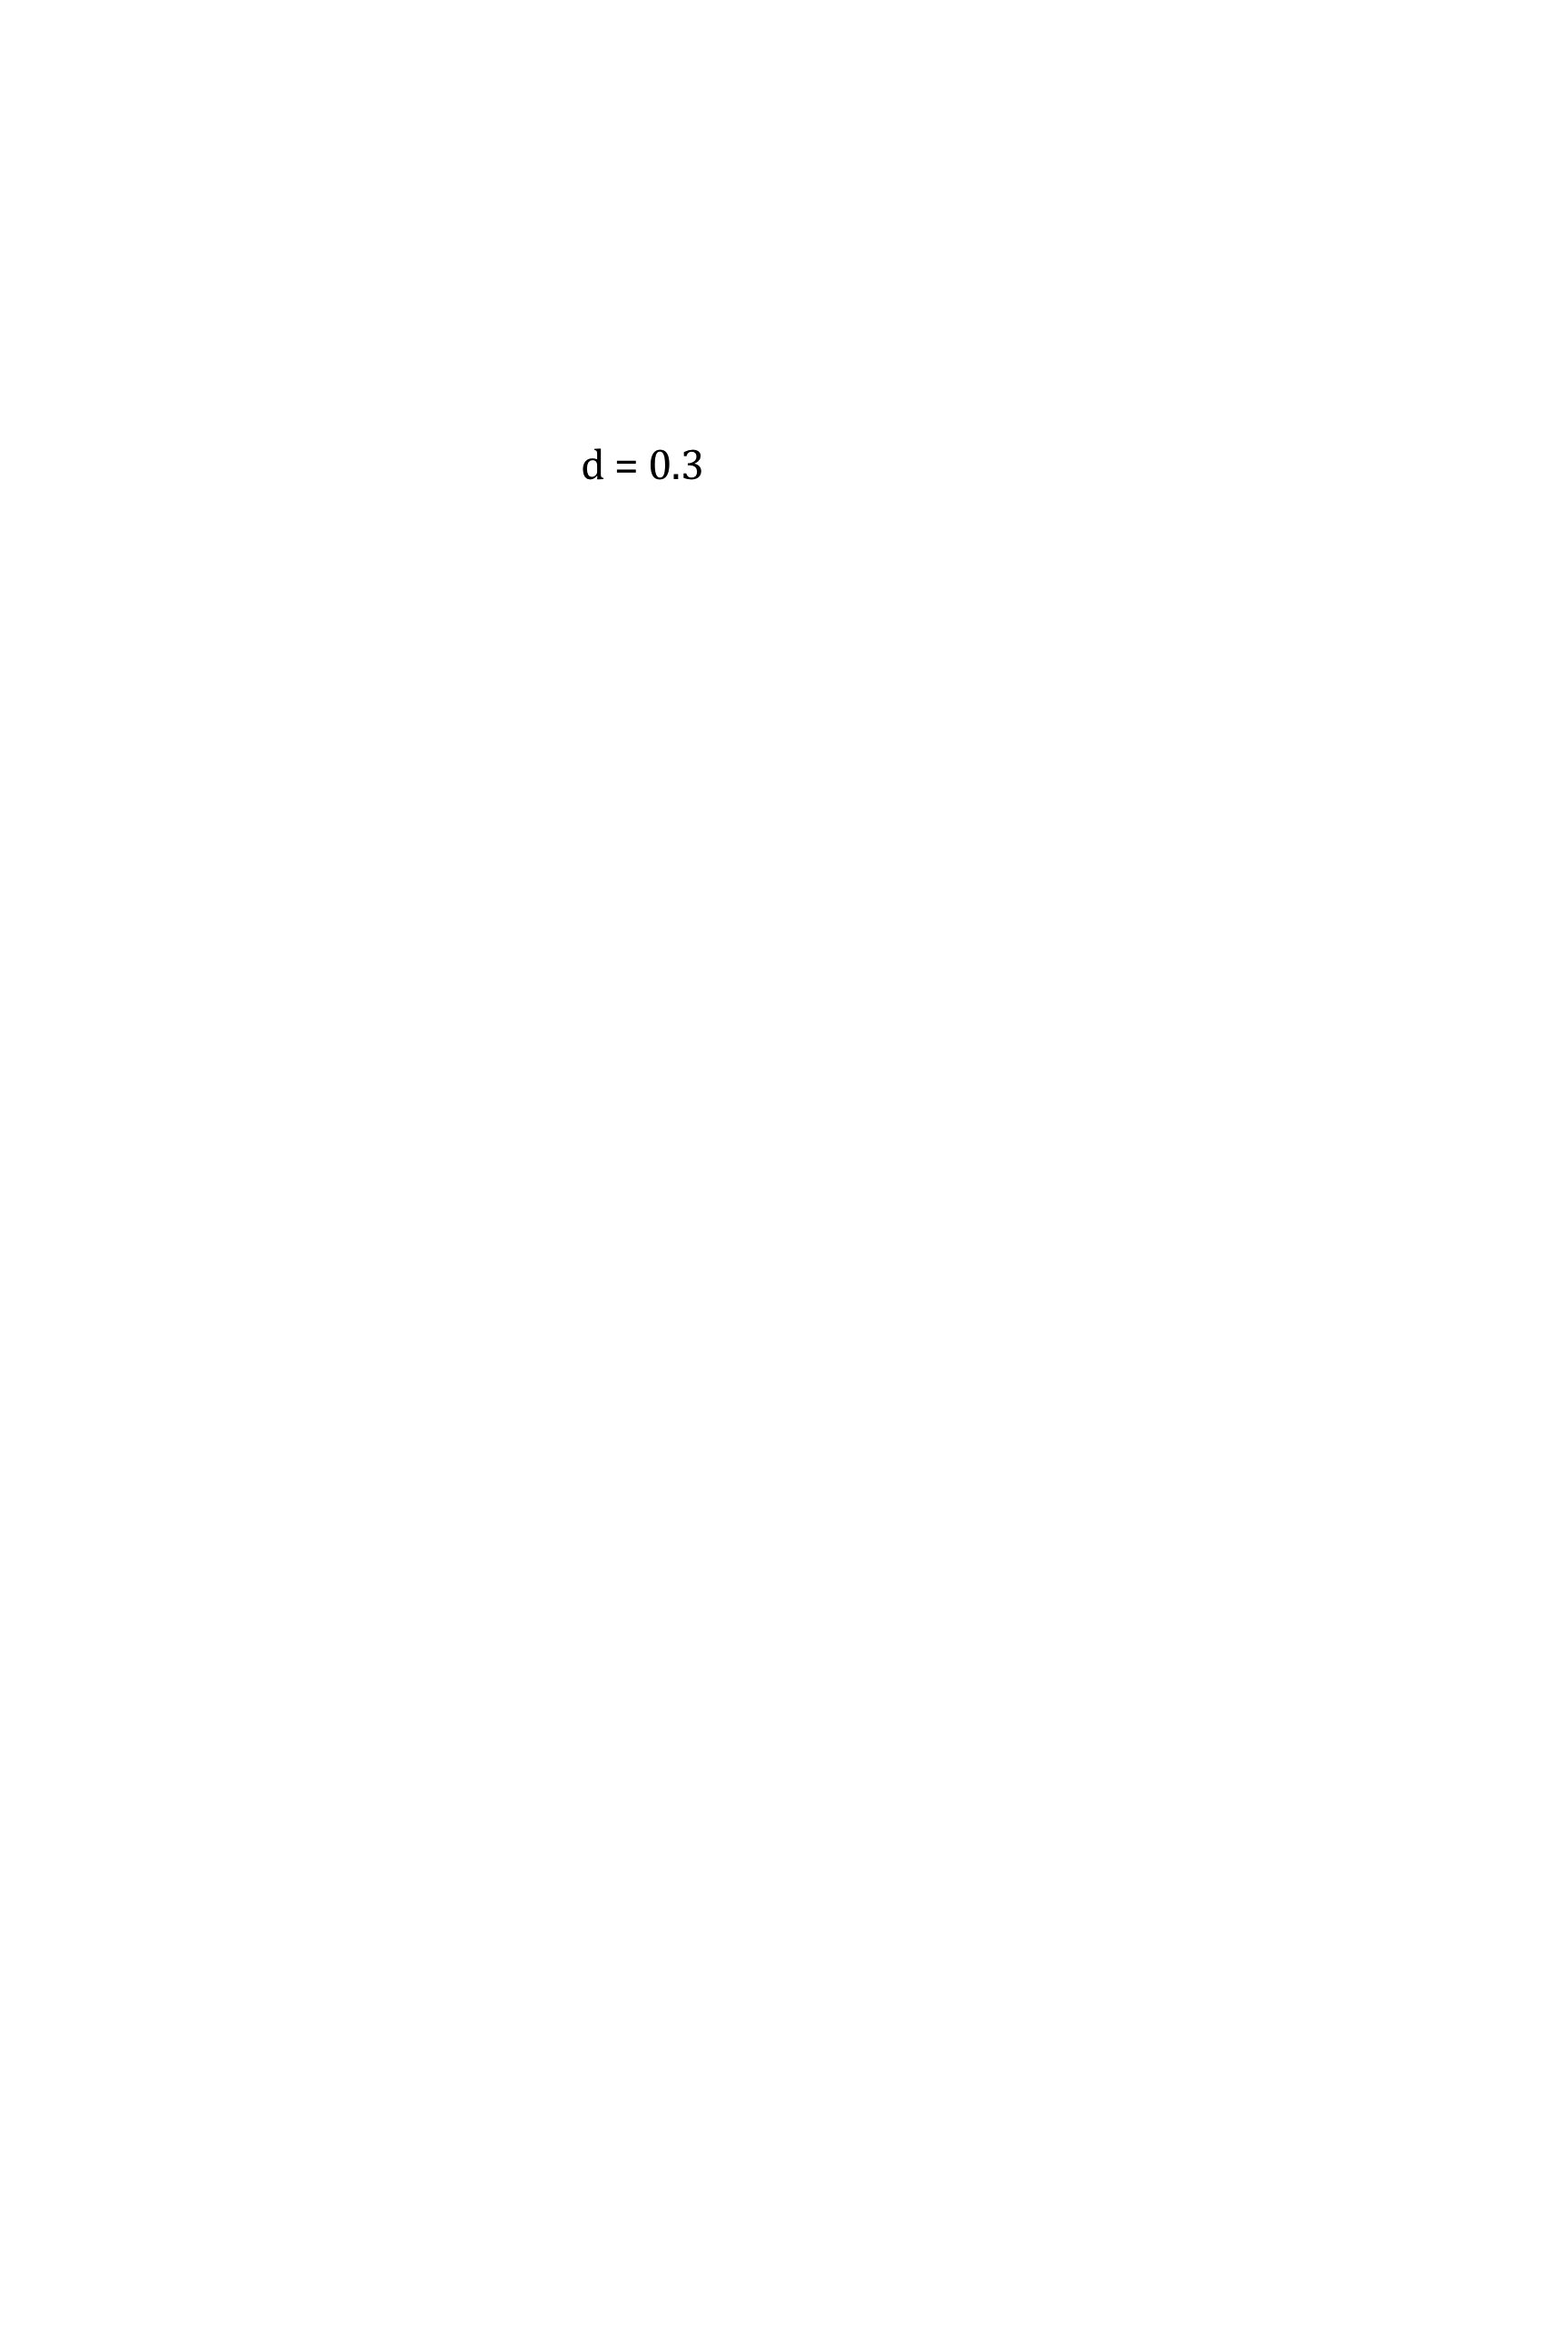 d = 0.3